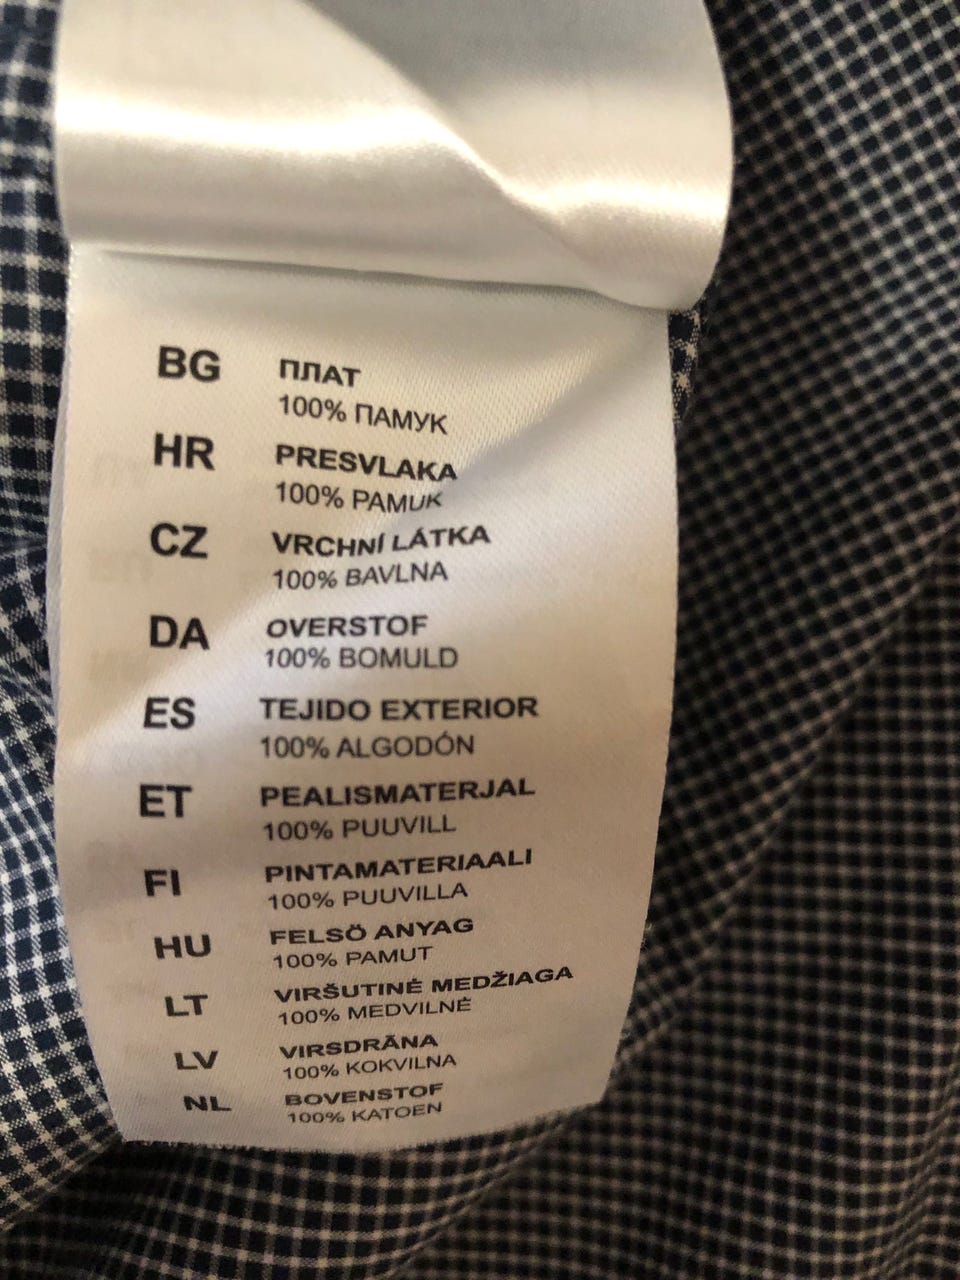 BG ПЛАТ
100% ПАМУК
HR PRESVLAKA
100% PAMUK
CZ VRCHNÍ LÁTKA
100% BAVLNA
DA OVERSTOF
100% BOMULD
ES TEJIDO EXTERIOR
100% ALGODÓN
ET PEALISMATERJAL
100% PUUVILL
FI PINTAMATERIAALI
100% PUUVILLA
HU FELSÖ ANYAG
100% PAMUT
LT VIRŠUTINĖ MEDŽIAGA
100% MEDVILNĖ
LV VIRSDRĀNA
100% KOKVILNA
NL BOVENSTOF
100% KATOEN